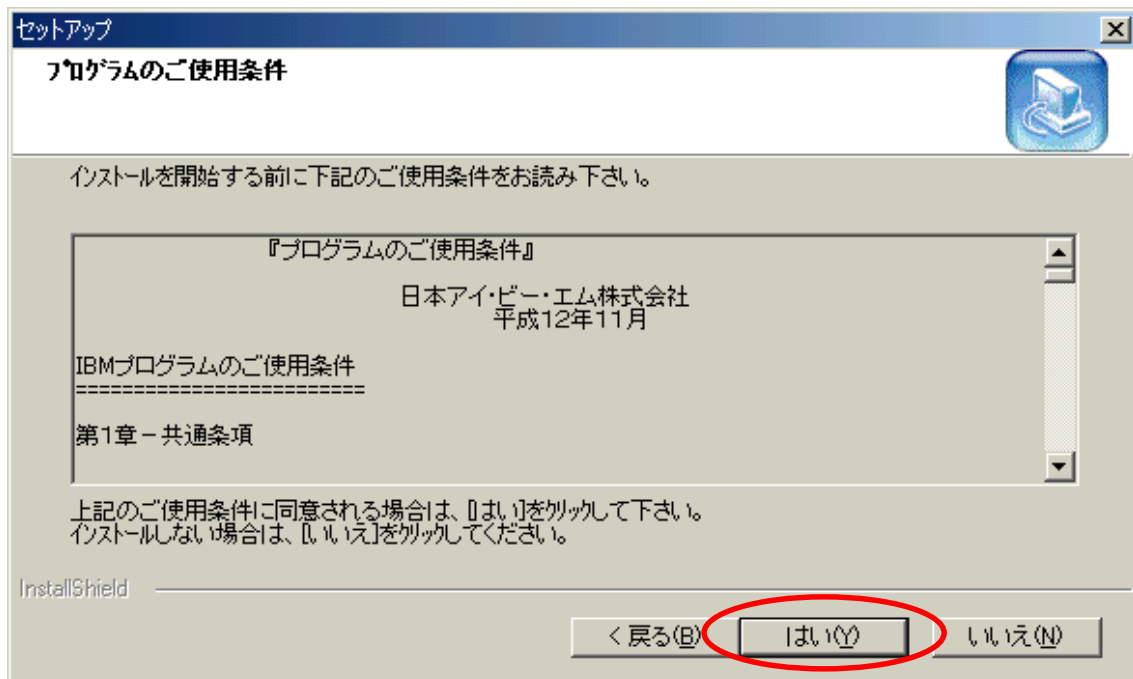 セットアップ
プログラムのご使用条件
インストールを開始する前に下記のご使用条件をお読み下さい。
『プログラムのご使用条件』
日本アイ・ビー・エム株式会社
平成12年11月
IBMプログラムのご使用条件
=========================
第1章－共通条項
上記のご使用条件に同意される場合は、[はい]をクリックして下さい。
インストールしない場合は、[いいえ]をクリックしてください。
InstallShield
< 戻る(B) はい(Y) いいえ(N)